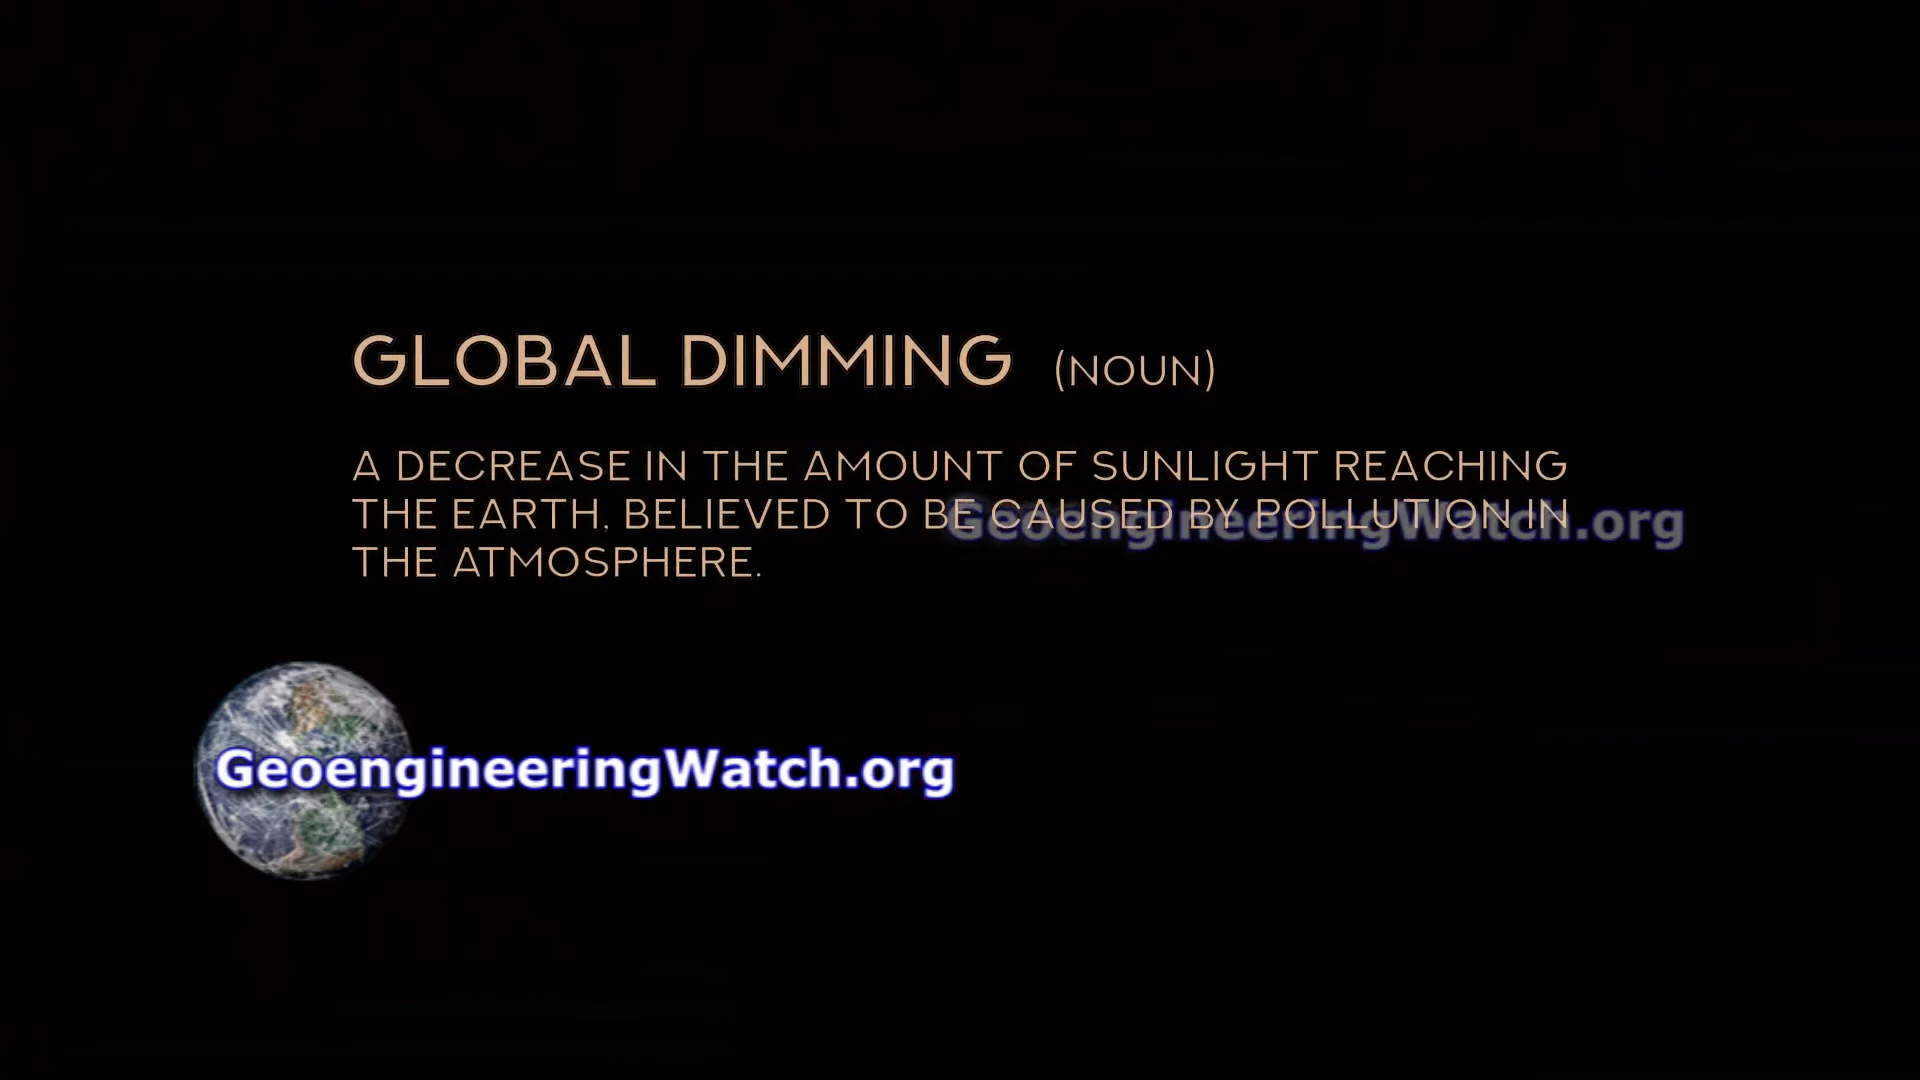 GLOBAL DIMMING (NOUN)
A DECREASE IN THE AMOUNT OF SUNLIGHT REACHING
THE EARTH, BELIEVED TO BE CAUSED BY POLLUTION IN
THE ATMOSPHERE.
GeoengineeringWatch.org
GeoengineeringWatch.org